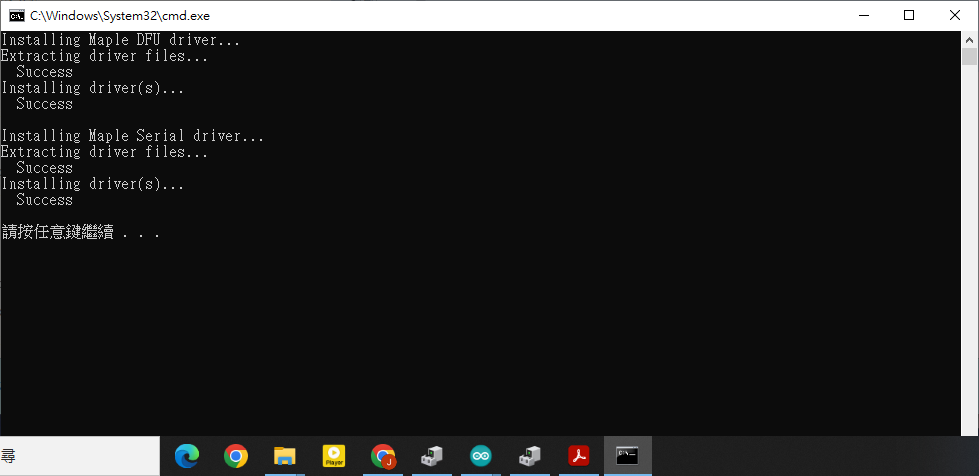 C:\Windows\System32\cmd.exe
Installing Maple DFU driver...
Extracting driver files...
Success
Installing driver(s)...
Success
Installing Maple Serial driver...
Extracting driver files...
Success
Installing driver(s)...
Success
請按任意鍵繼續 . . .
尋
Player
J